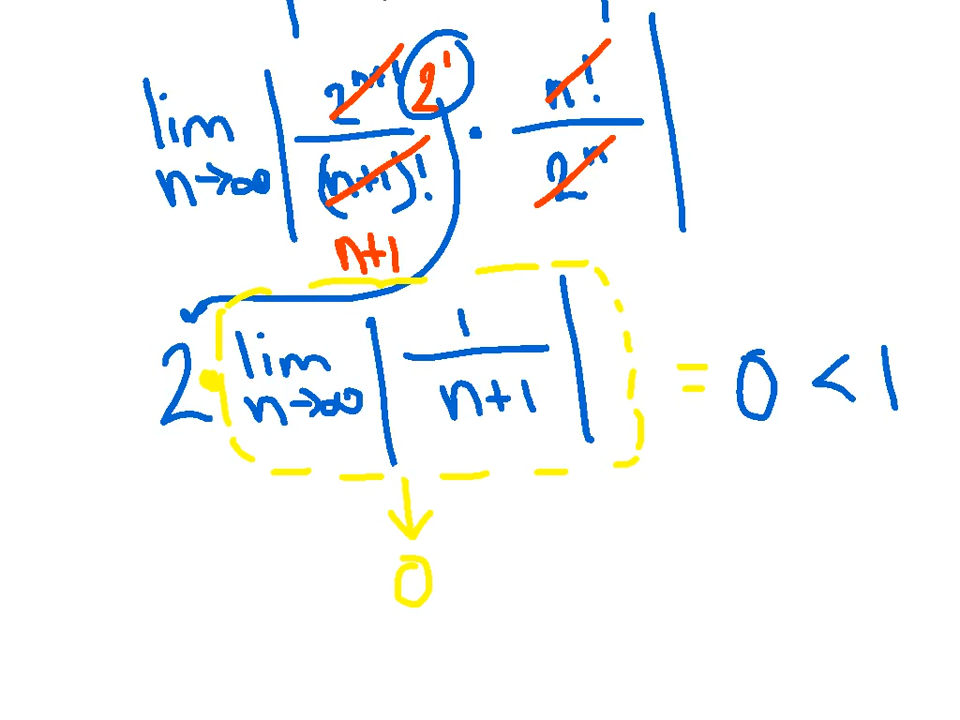 lim n→∞ | 2^(n+1) 2^1 / (n+1)! n+1 · n! / 2^n |
2 · lim n→∞ | 1 / n+1 | = 0 < 1
0